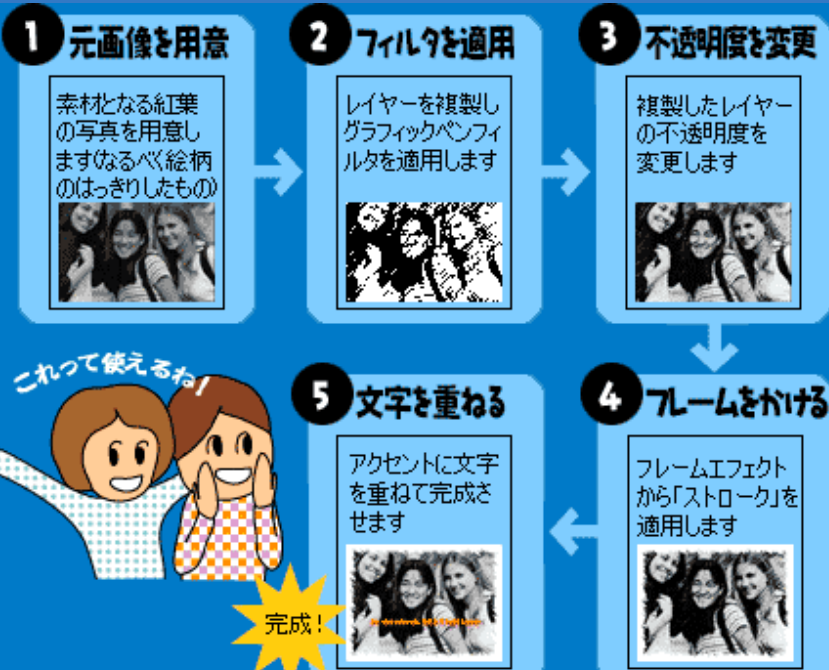 1 元画像を用意
素材となる紅葉
の写真を用意し
ます(なるべく絵柄
のはっきりしたもの)
2 フィルタを適用
レイヤーを複製し
グラフィックペンフィ
ルタを適用します
3 不透明度を変更
複製したレイヤー
の不透明度を
変更します
4 フレームをかける
フレームエフェクト
から「ストローク」を
適用します
5 文字を重ねる
アクセントに文字
を重ねて完成さ
せます
完成!
これって使えるね!